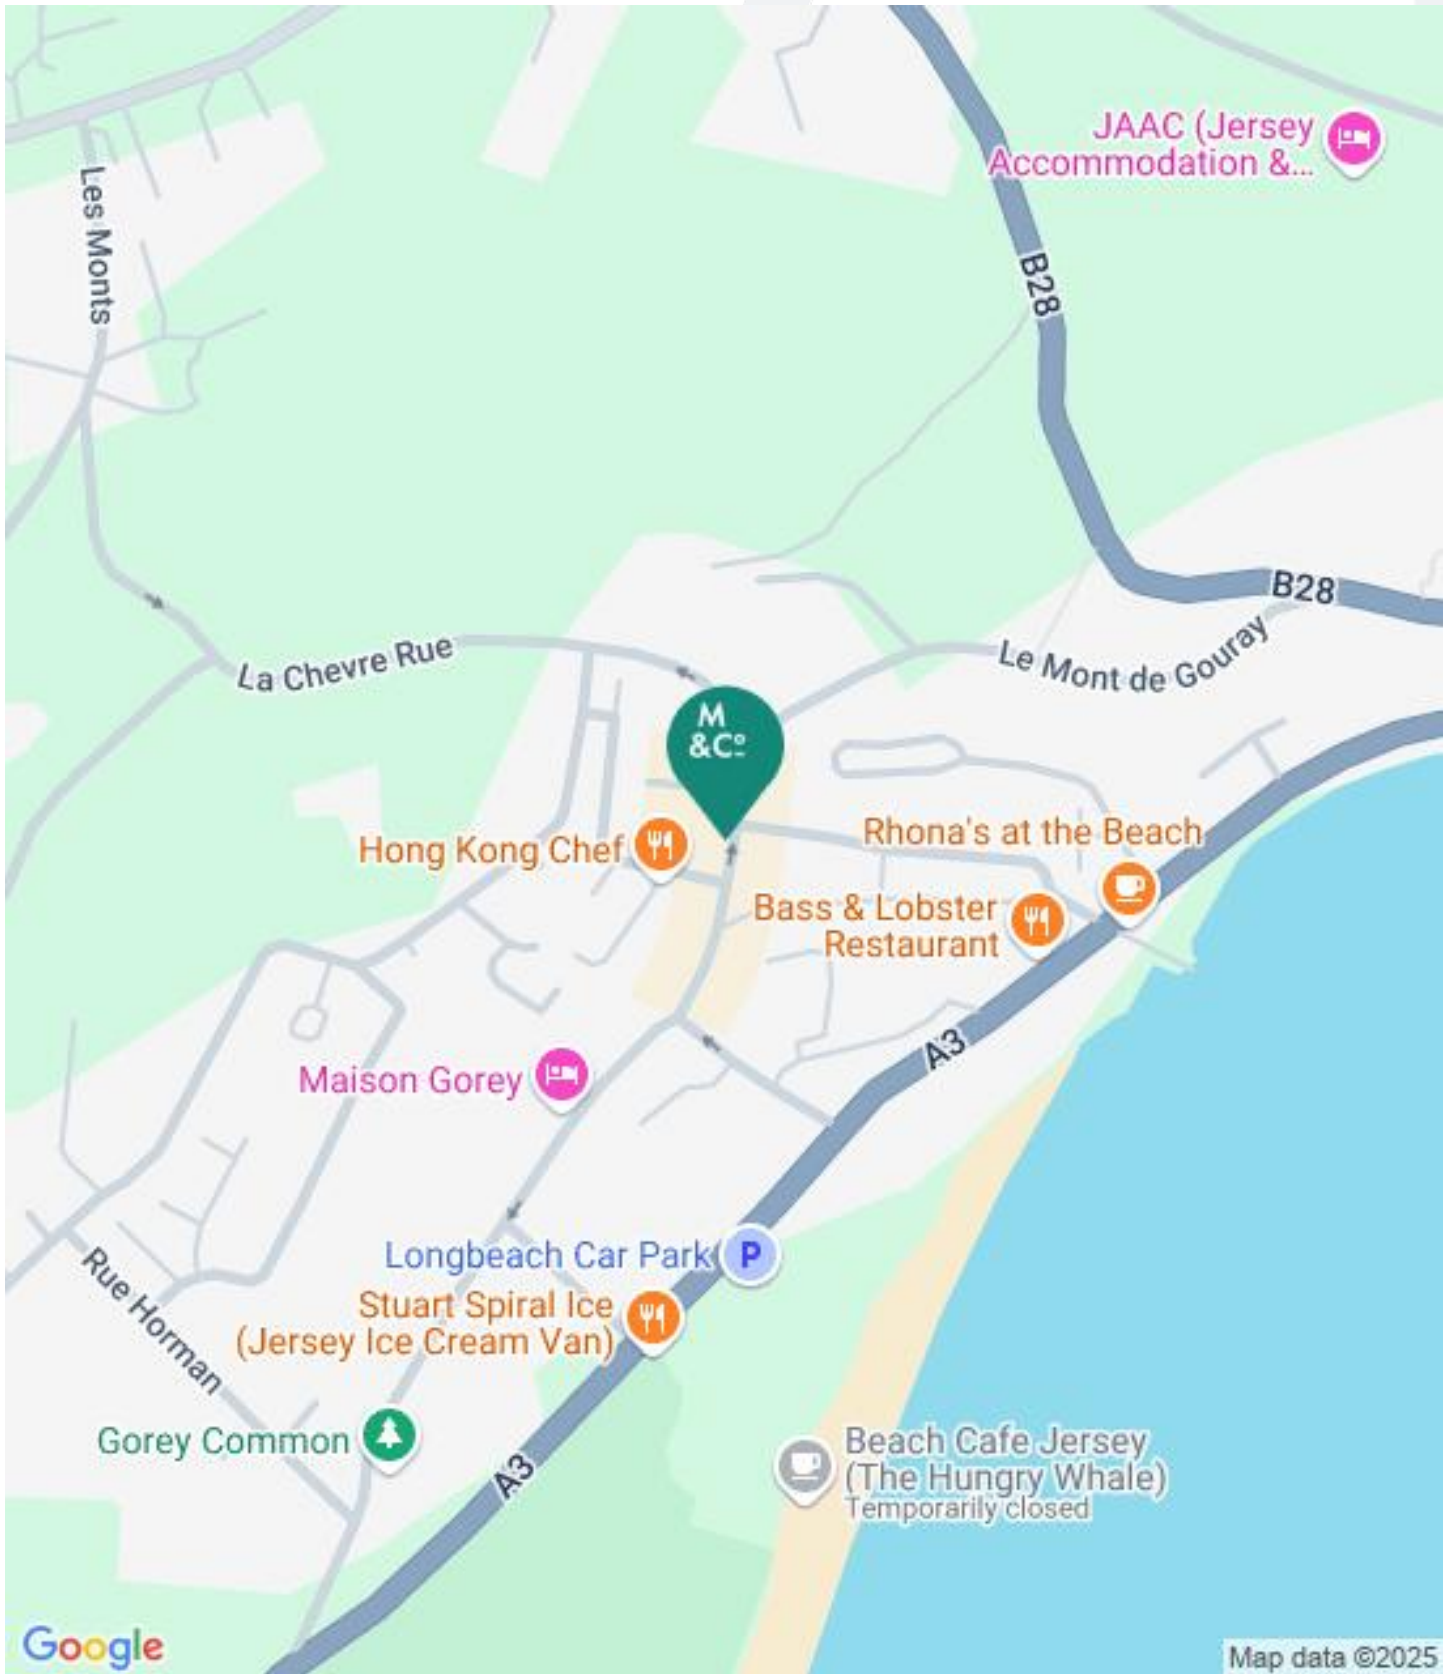 JAAC (Jersey
Accommodation &...
Les Monts
B28
B28
La Chevre Rue
Le Mont de Gouray
M
&Cº
Rhona's at the Beach
Hong Kong Chef
Bass & Lobster
Restaurant
A3
Maison Gorey
Longbeach Car Park
P
Stuart Spiral Ice
(Jersey Ice Cream Van)
Rue Horman
Gorey Common
Beach Cafe Jersey
(The Hungry Whale)
Temporarily closed
A3
Google
Map data ©2025